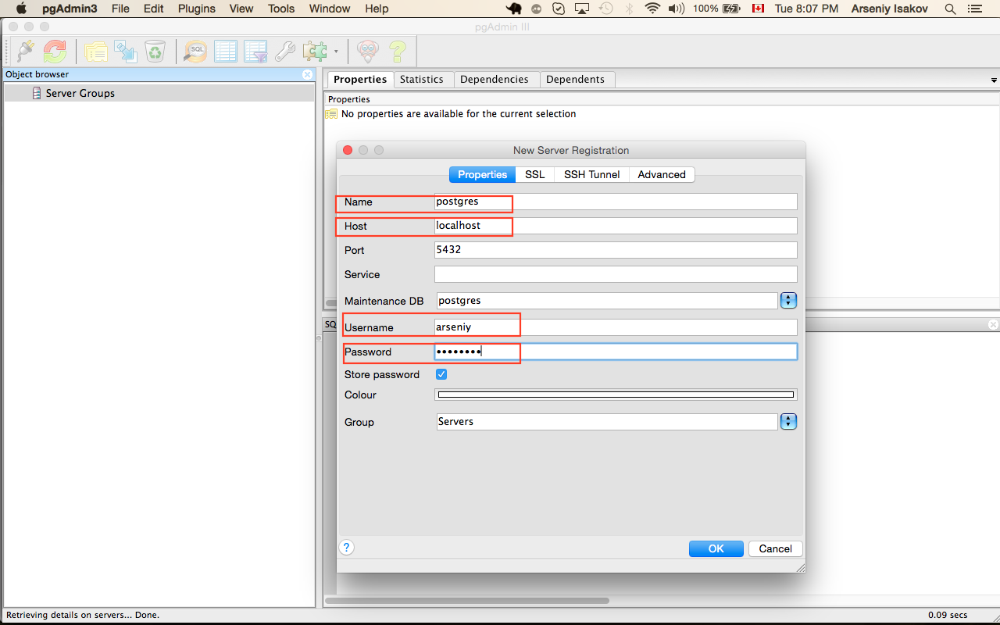 pgAdmin3 File Edit Plugins View Tools Window Help 100% Tue 8:07 PM Arseniy Isakov
pgAdmin III
SQL
Object browser
Server Groups
Properties Statistics Dependencies Dependents
Properties
No properties are available for the current selection
New Server Registration
Properties SSL SSH Tunnel Advanced
Name postgres
Host localhost
Port 5432
Service
Maintenance DB postgres
SQ
Username arseniy
Password ••••••••
Store password
Colour
Group Servers
? OK Cancel
Retrieving details on servers... Done. 0.09 secs